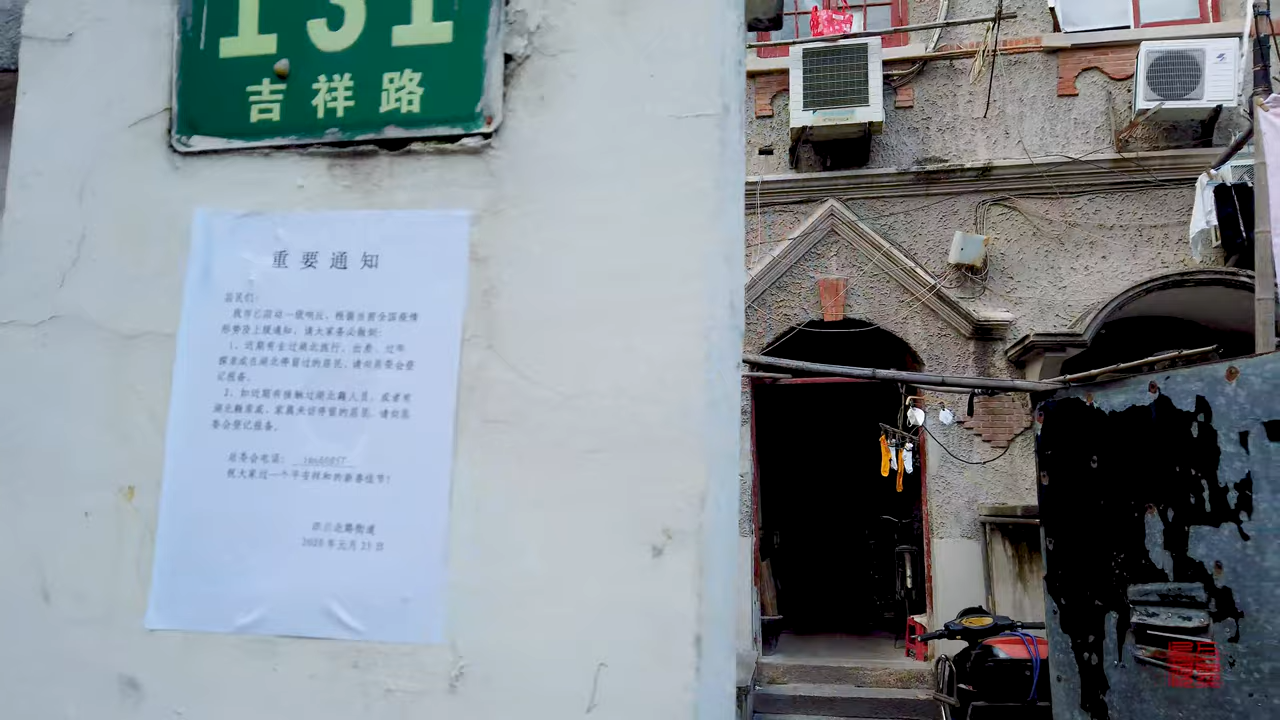 131
吉祥路
重要通知
居民们：
我市已启动一级响应，根据当前全国疫情
形势及上级通知，请大家务必做到：
1、近期有去过湖北旅行、出差、过年
探亲或在湖北停留过的居民，请向居委会登
记报备。
2、如近期有接触过湖北籍人员，或者有
湖北籍亲戚、家属来访停留的居民，请向居
委会登记报备。
居委会电话：
祝大家过一个平安祥和的新春佳节！
四川北路街道
2020年元月25日